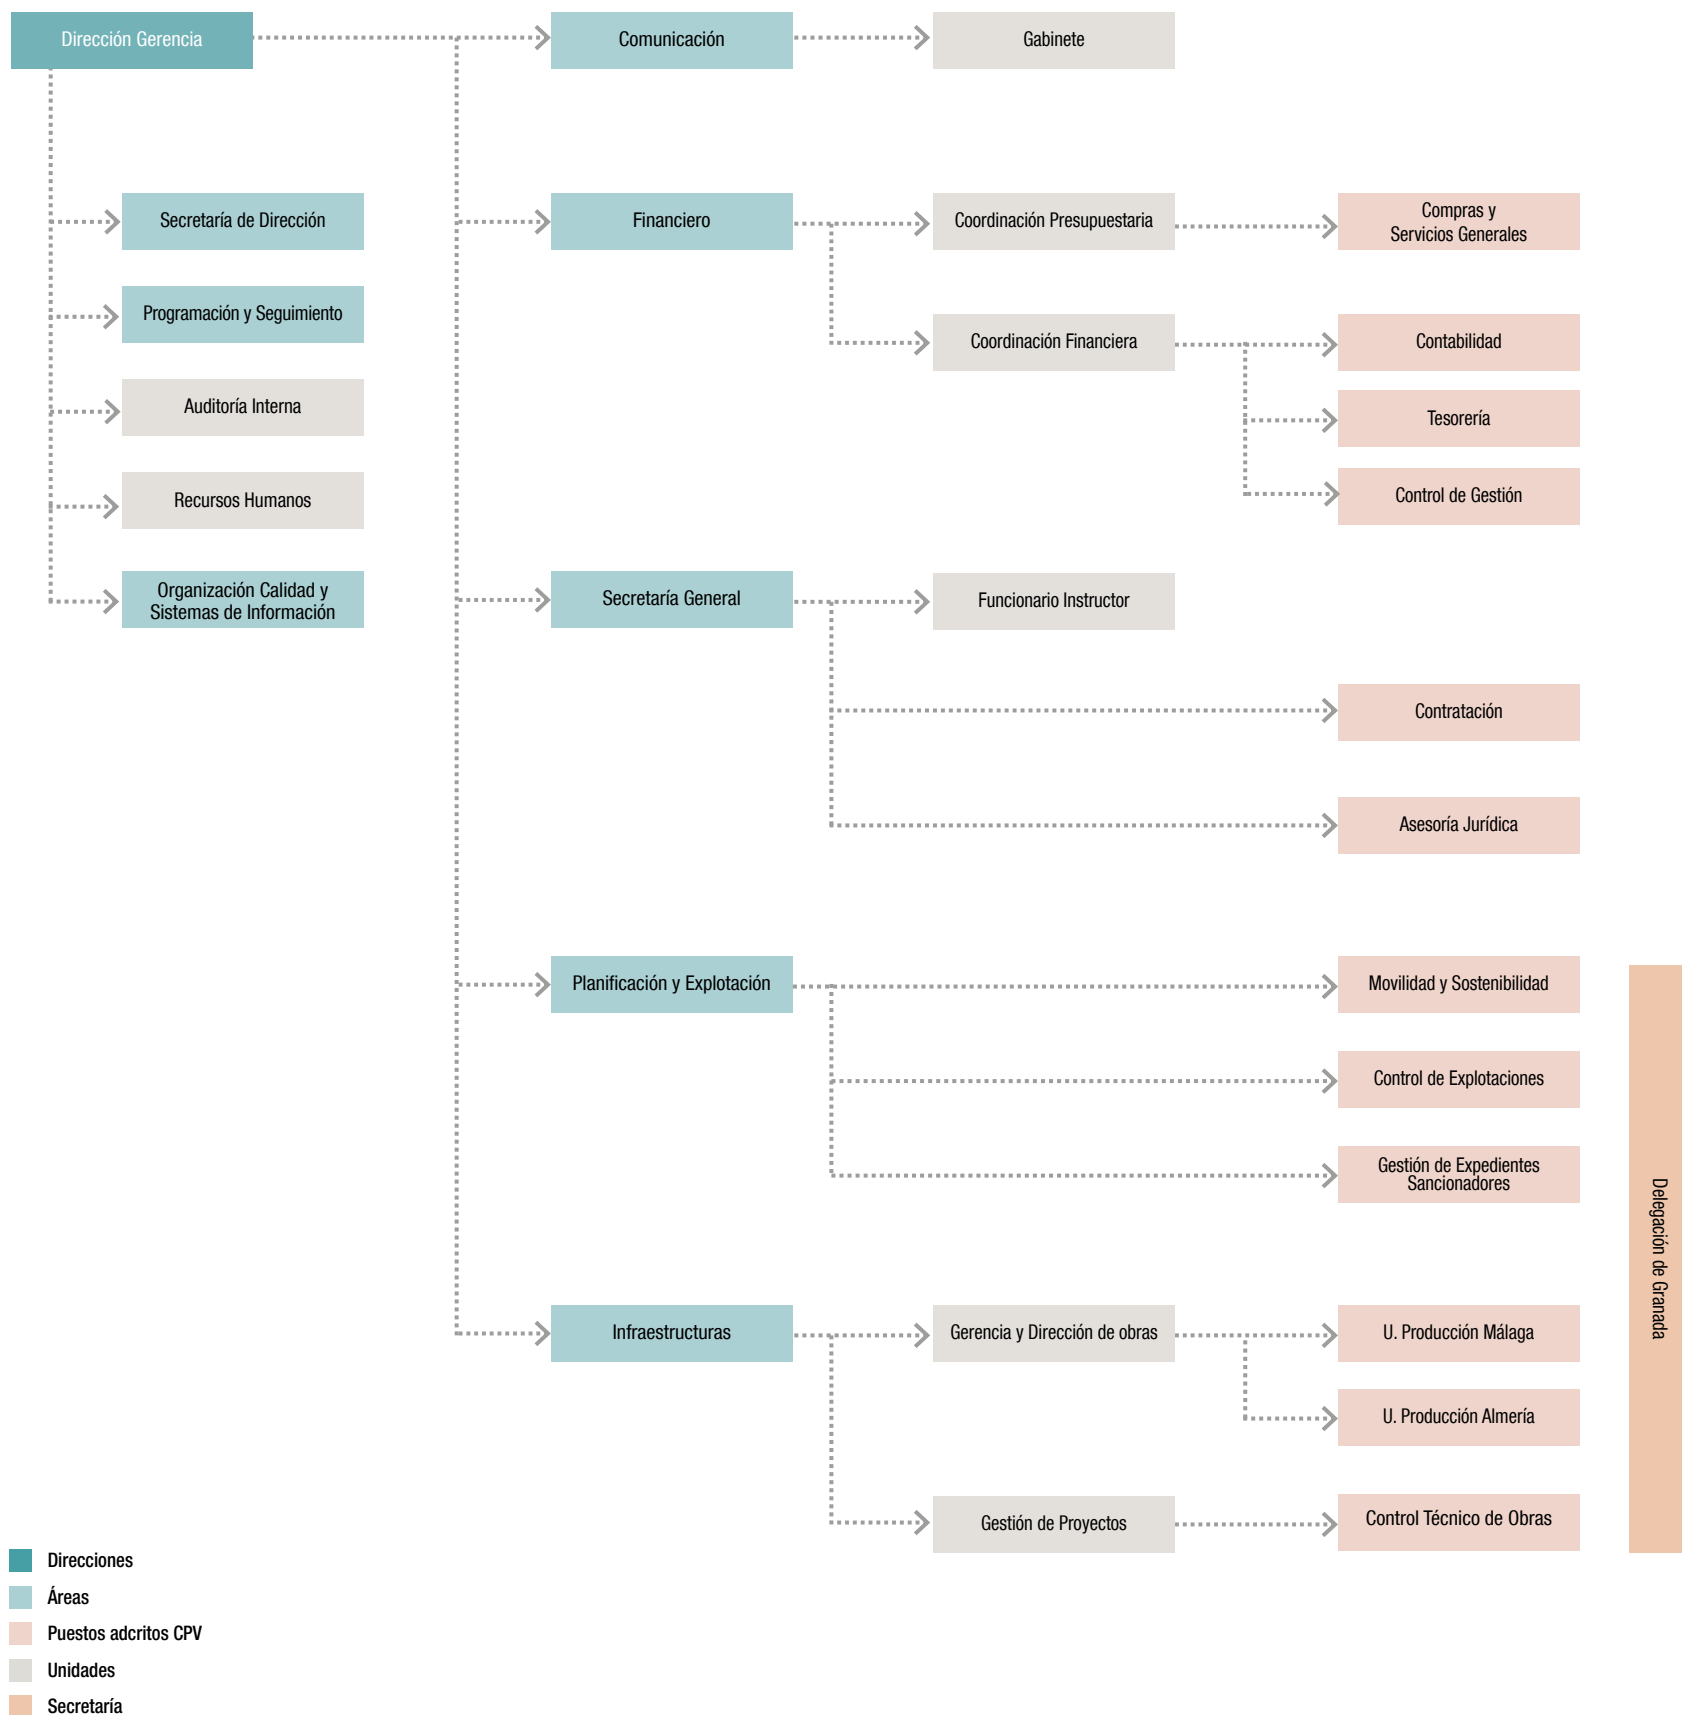 Dirección Gerencia
Comunicación
Gabinete
Secretaría de Dirección
Programación y Seguimiento
Auditoría Interna
Recursos Humanos
Organización Calidad y
Sistemas de Información
Financiero
Coordinación Presupuestaria
Compras y
Servicios Generales
Coordinación Financiera
Contabilidad
Tesorería
Control de Gestión
Secretaría General
Funcionario Instructor
Contratación
Asesoría Jurídica
Planificación y Explotación
Movilidad y Sostenibilidad
Control de Explotaciones
Gestión de Expedientes
Sancionadores
Infraestructuras
Gerencia y Dirección de obras
U. Producción Málaga
U. Producción Almería
Gestión de Proyectos
Control Técnico de Obras
Delegación de Granada
Direcciones
Áreas
Puestos adcritos CPV
Unidades
Secretaría